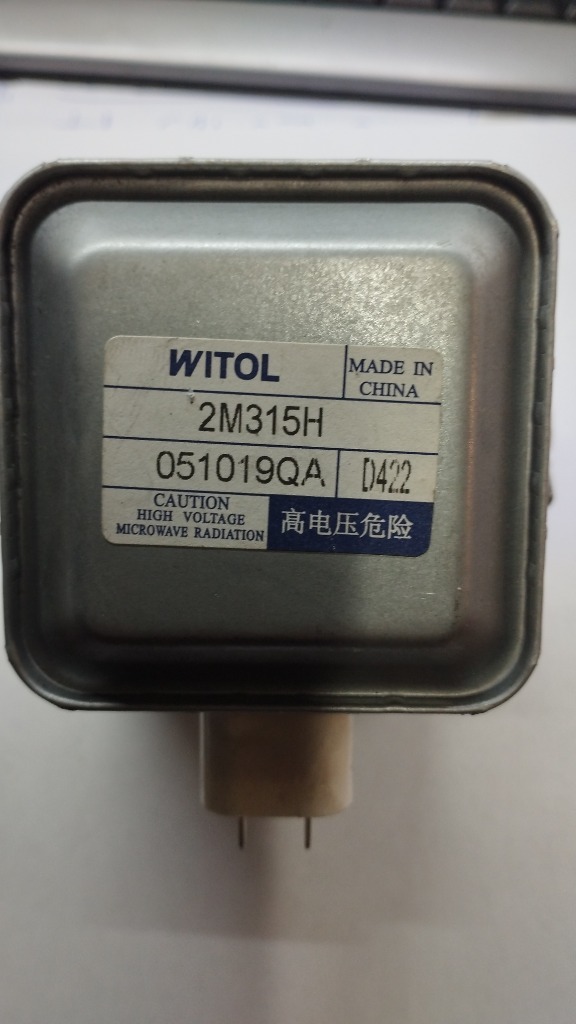 WITOL
MADE IN
CHINA
2M315H
051019QA
D422
CAUTION
HIGH VOLTAGE
MICROWAVE RADIATION
高电压危险